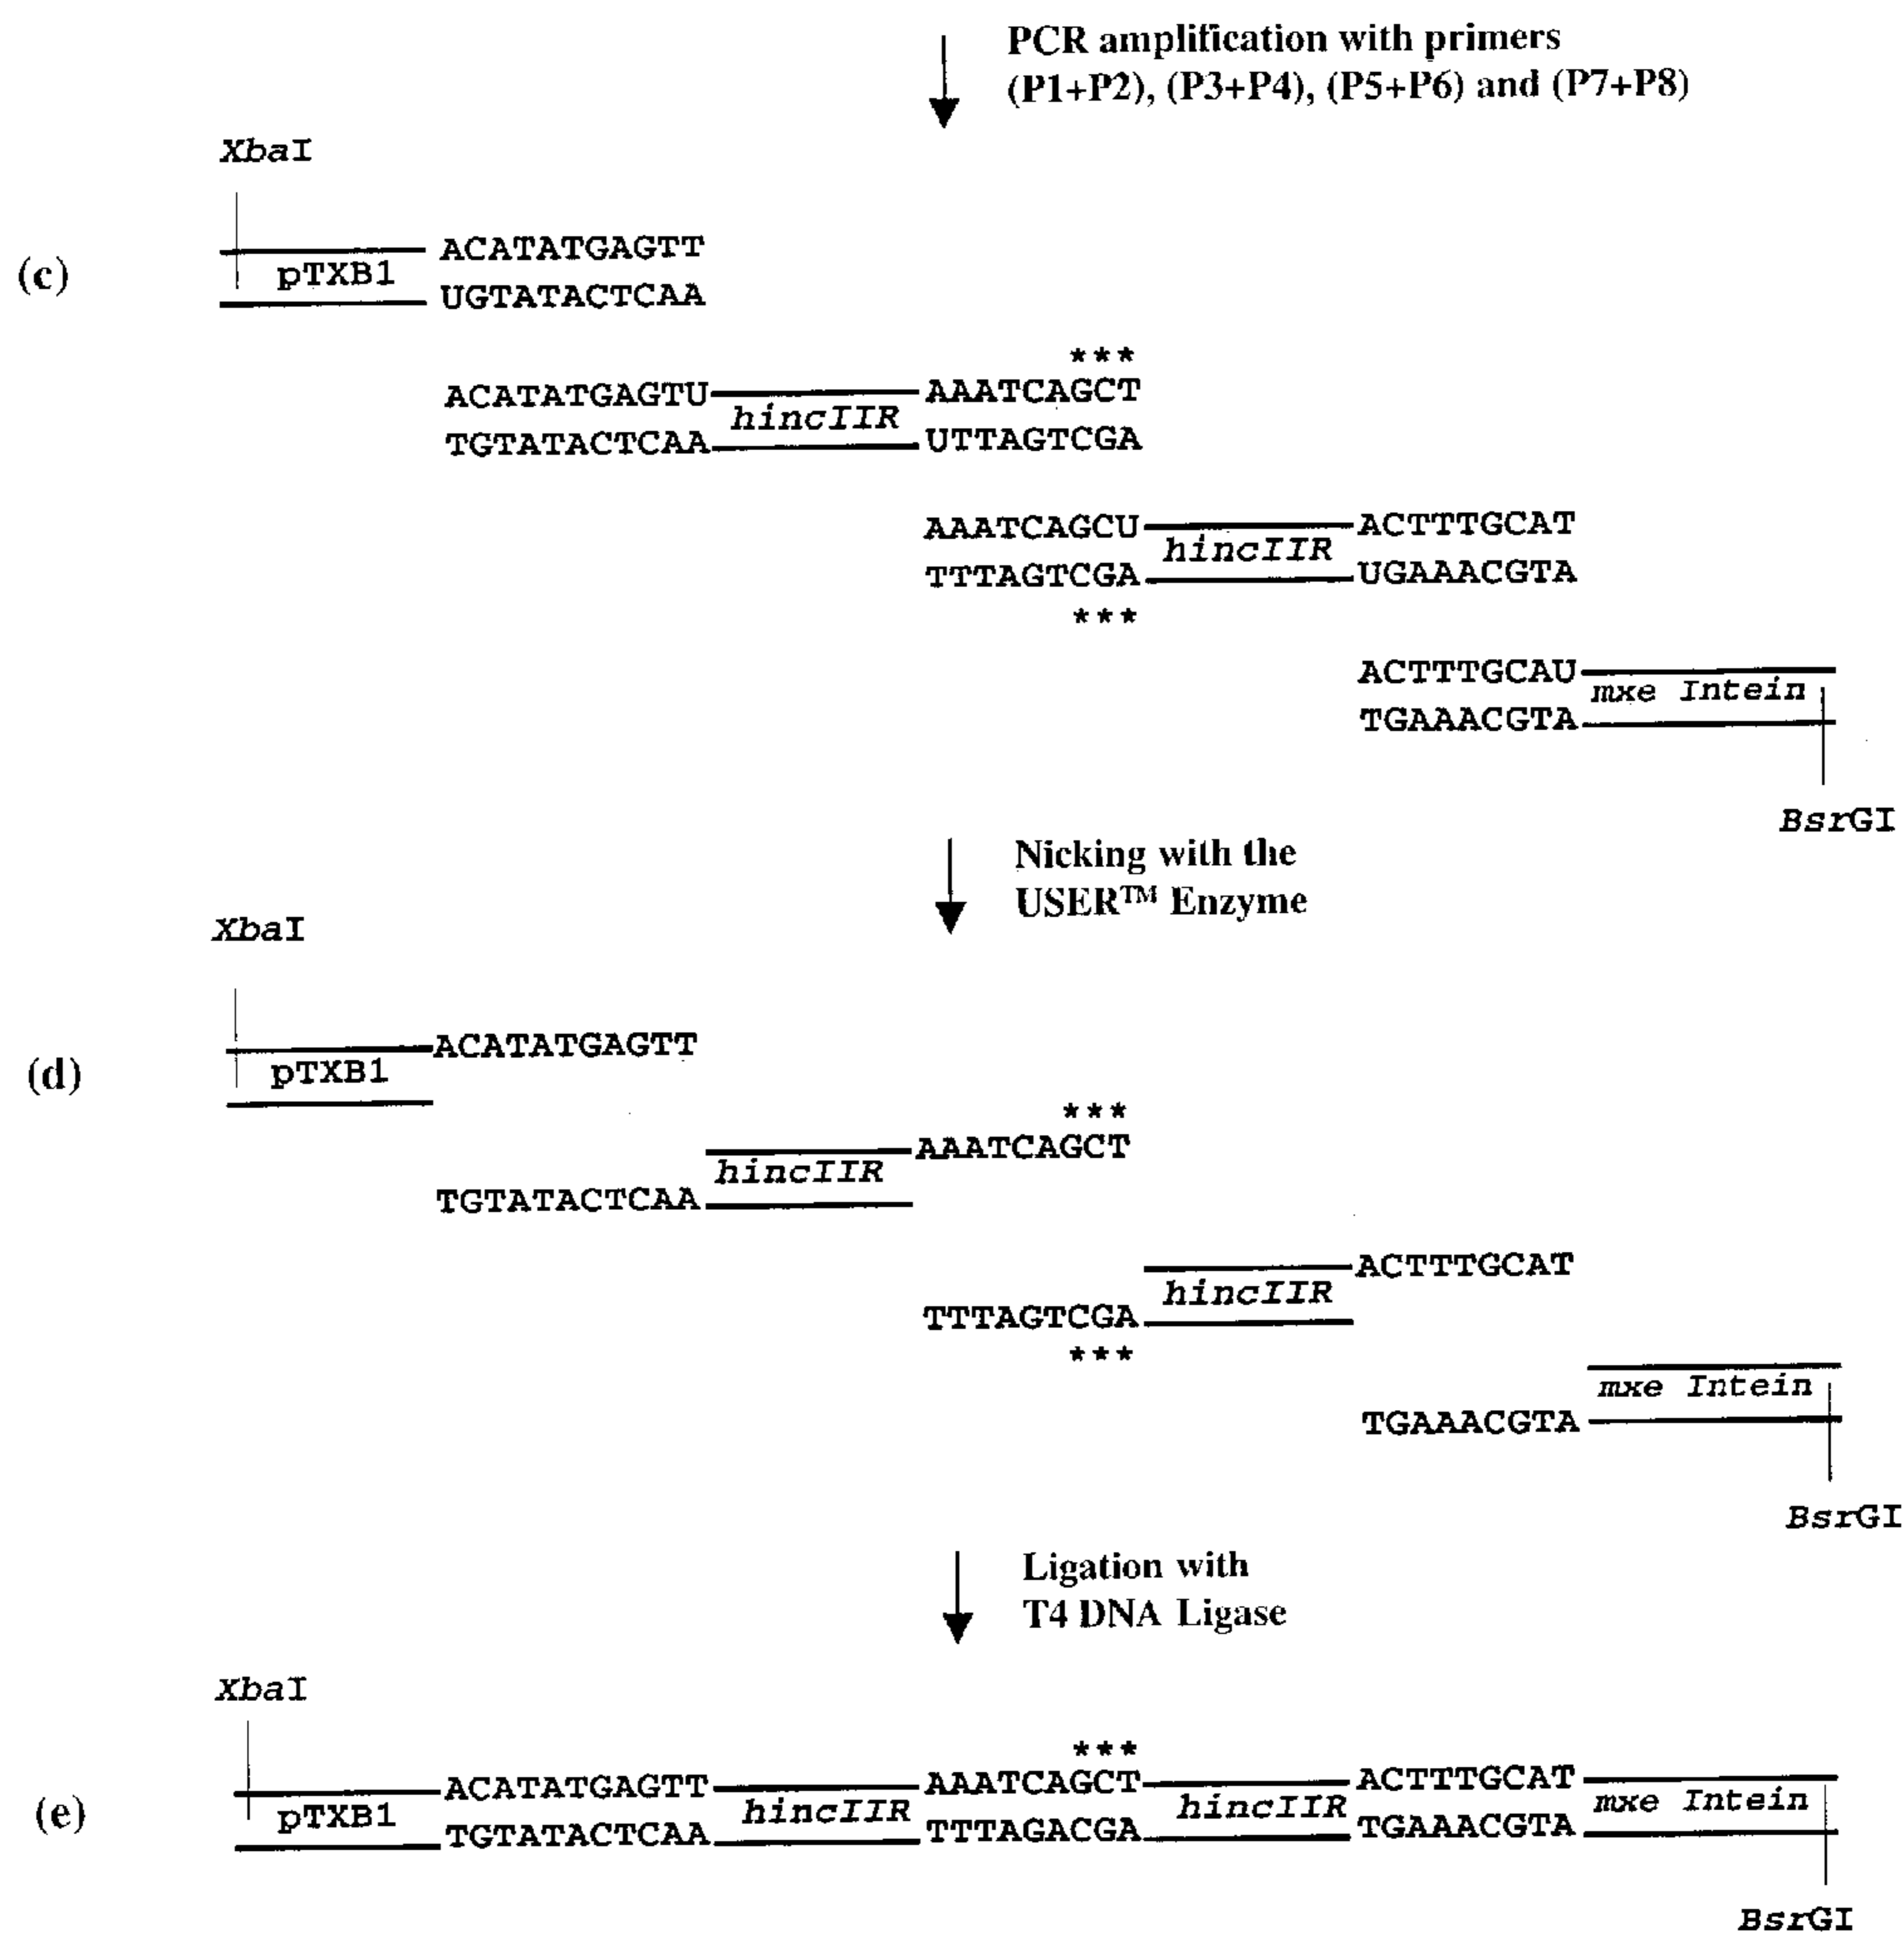 PCR amplification with primers
(P1+P2), (P3+P4), (P5+P6) and (P7+P8)
XbaI
(c)
ACATATGAGTT
pTXB1
UGTATACTCAA
***
ACATATGAGTU AAATCAGCT
hincIIR
TGTATACTCAA UTTAGTCGA
AAATCAGCU ACTTTGCAT
hincIIR
TTTAGTCGA UGAAACGTA
***
ACTTTGCAU
mxe Intein
TGAAACGTA
BsrGI
Nicking with the
USER™ Enzyme
XbaI
(d)
ACATATGAGTT
pTXB1
***
AAATCAGCT
hincIIR
TGTATACTCAA
ACTTTGCAT
hincIIR
TTTAGTCGA
***
mxe Intein
TGAAACGTA
BsrGI
Ligation with
T4 DNA Ligase
XbaI
***
(e)
ACATATGAGTT AAATCAGCT ACTTTGCAT
pTXB1 hincIIR hincIIR mxe Intein
TGTATACTCAA TTTAGACGA TGAAACGTA
BsrGI